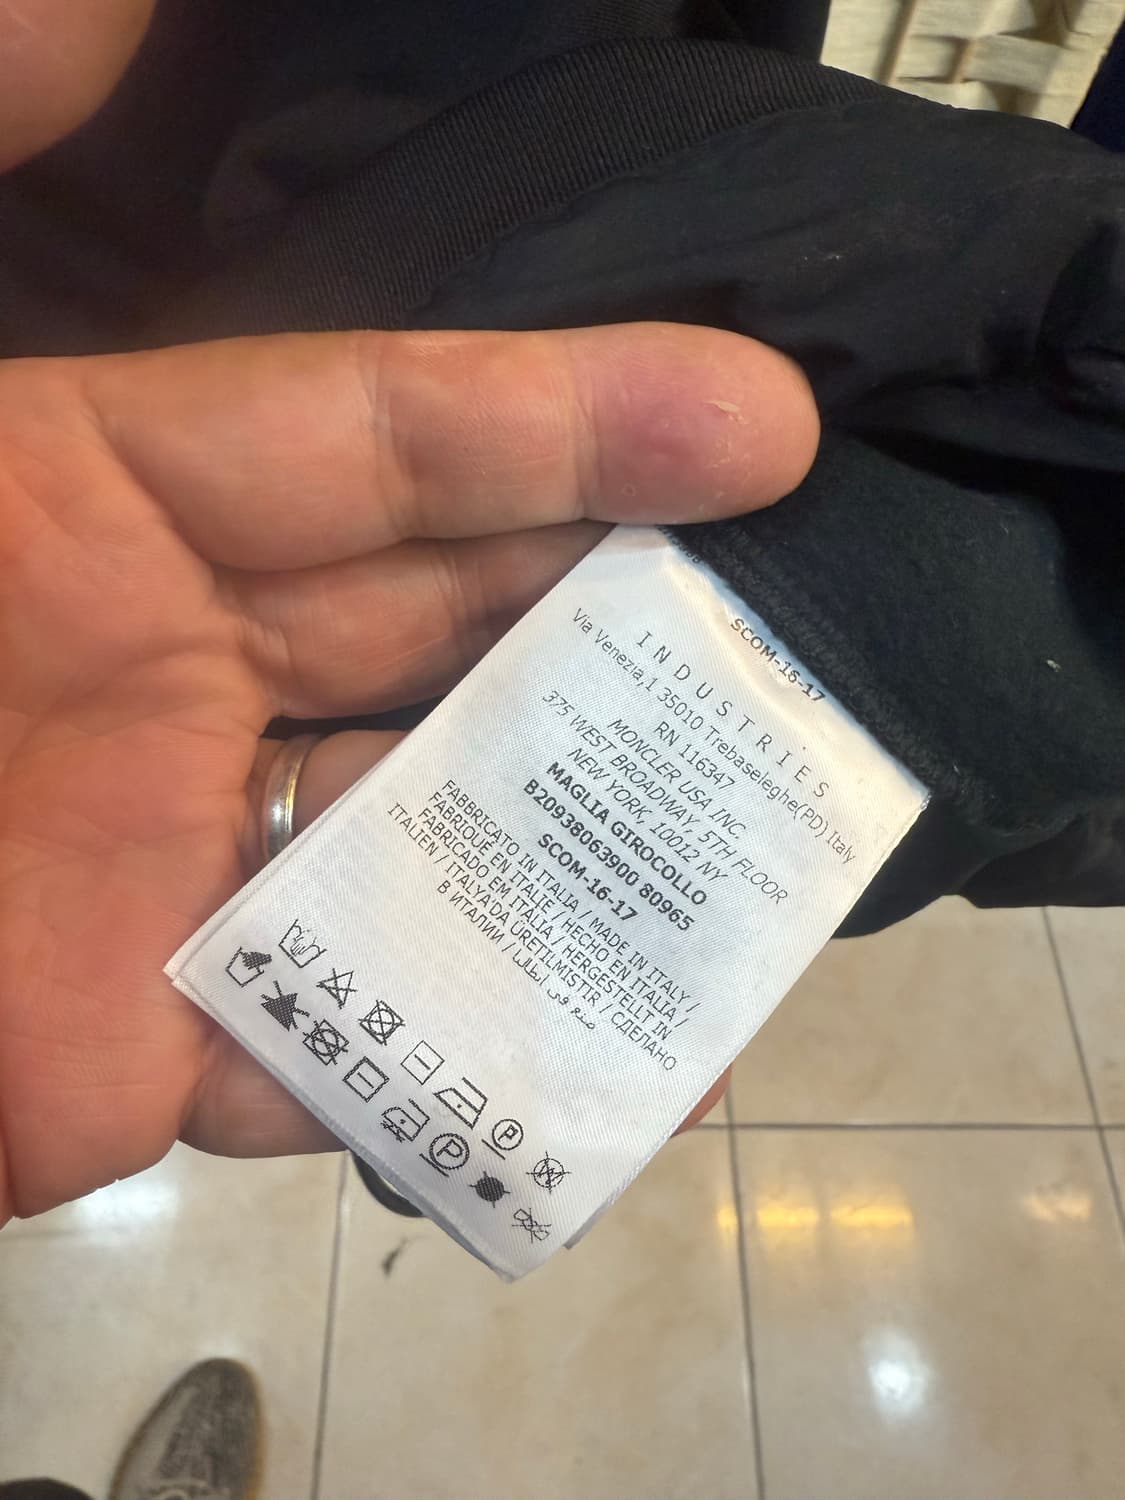 SCOM-16-17
INDUSTRIES
Via Venezia,1 35010 Trebaseleghe(PD) Italy
RN 116347
MONCLER USA INC.
375 WEST BROADWAY, 5TH FLOOR
NEW YORK, 10012 NY
MAGLIA GIROCOLLO
B20938063900 80965
SCOM-16-17
FABBRICATO IN ITALIA / MADE IN ITALY /
FABRIQUÉ EN ITALIE / HECHO EN ITALIA /
FABRICADO EM ITALIA / HERGESTELLT IN
ITALIEN / ITALYA'DA ÜRETILMISTIR / СДЕЛАНО
В ИТАЛИИ / صنع في ايطاليا
P
W
P